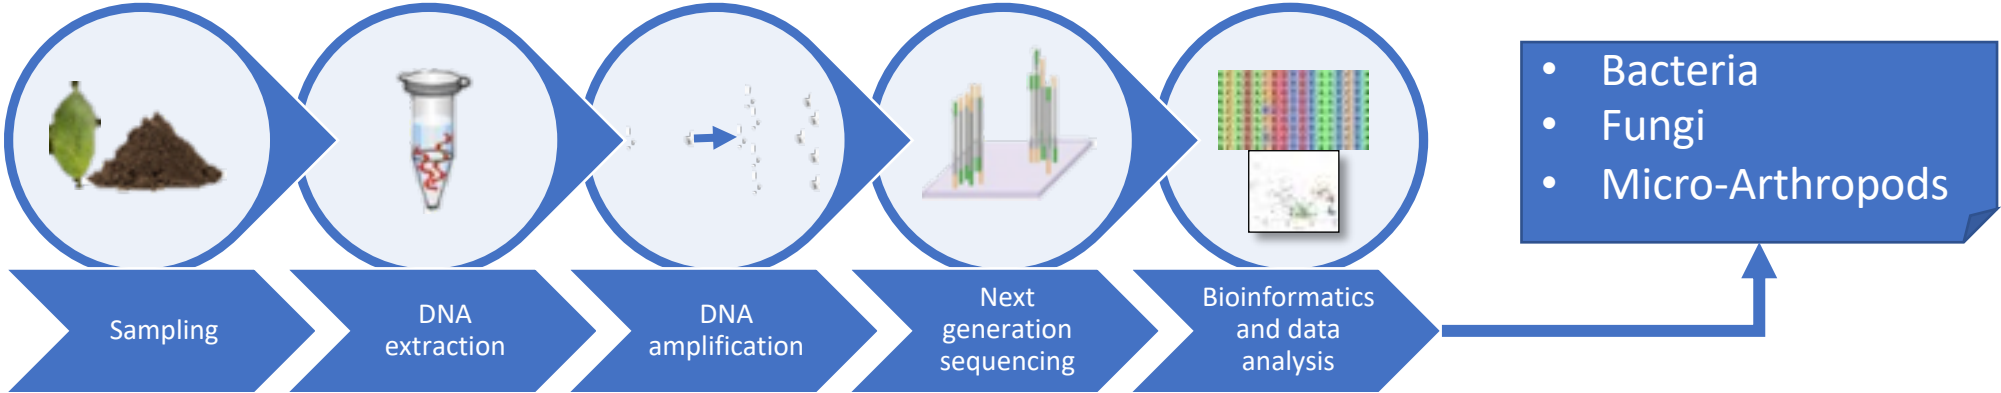 Sampling
DNA
extraction
DNA
amplification
Next
generation
sequencing
Bioinformatics
and data
analysis
• Bacteria
• Fungi
• Micro-Arthropods